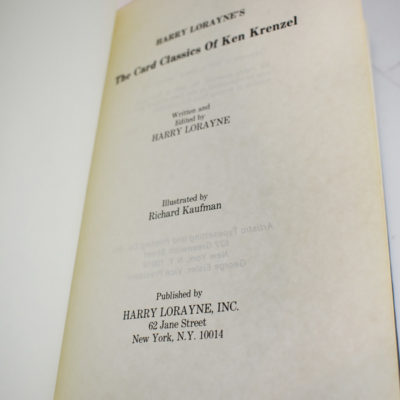 HARRY LORAYNE'S
The Card Classics Of Ken Krenzel
Written and
Edited by
HARRY LORAYNE
Illustrated by
Richard Kaufman
Published by
HARRY LORAYNE, INC.
62 Jane Street
New York, N.Y. 10014